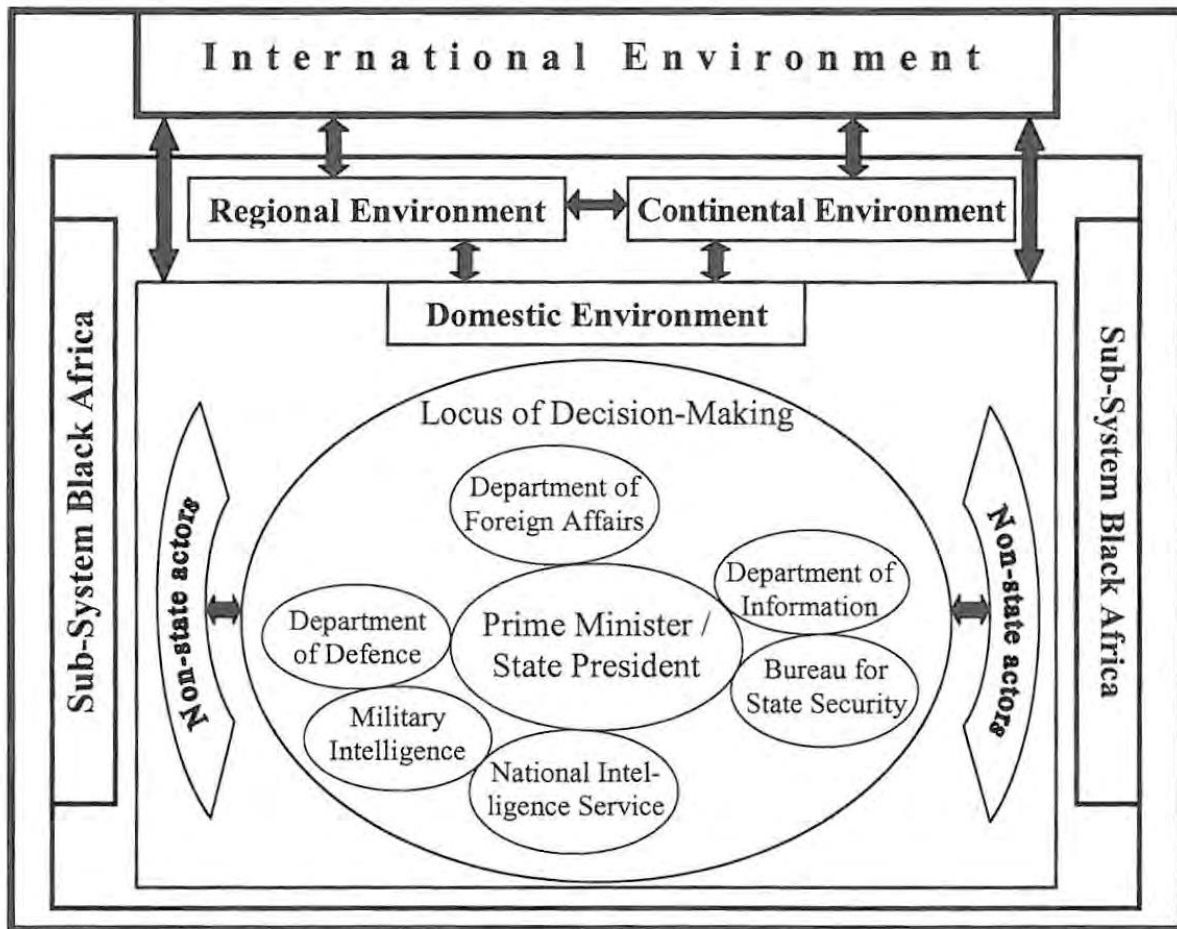 International Environment
Regional Environment
Continental Environment
Domestic Environment
Sub-System Black Africa
Sub-System Black Africa
Non-state actors
Non-state actors
Locus of Decision-Making
Department of
Foreign Affairs
Department of
Information
Department
of Defence
Prime Minister /
State President
Bureau for
State Security
Military
Intelligence
National Intel-
ligence Service